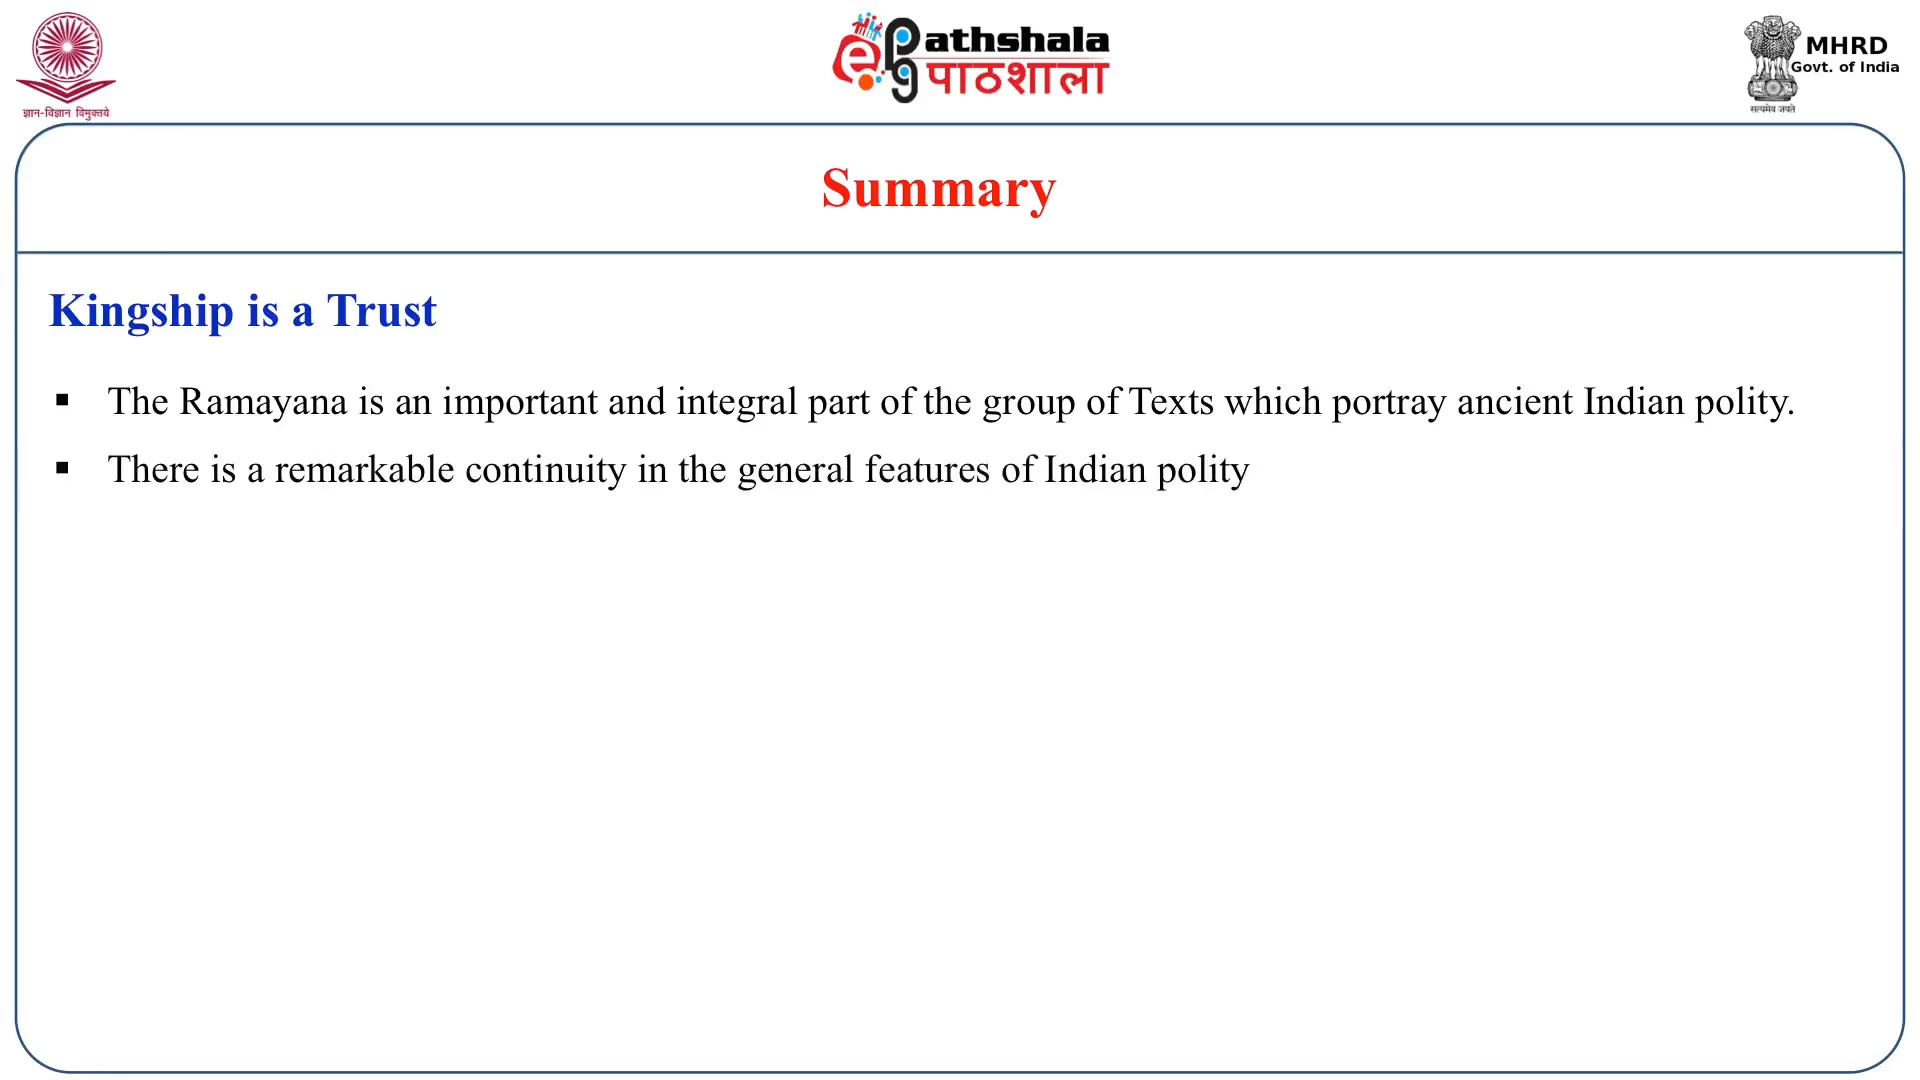 ज्ञान-विज्ञान विमुक्तये
ePathshala
पाठशाला
MHRD
Govt. of India
सत्यमेव जयते
Summary
Kingship is a Trust
▪ The Ramayana is an important and integral part of the group of Texts which portray ancient Indian polity.
▪ There is a remarkable continuity in the general features of Indian polity